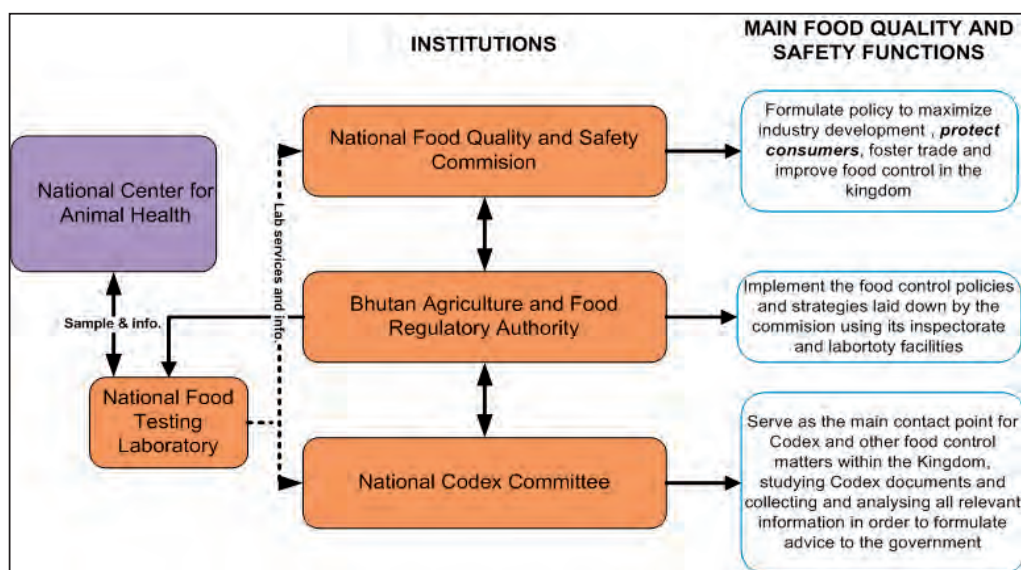 INSTITUTIONS
MAIN FOOD QUALITY AND
SAFETY FUNCTIONS
National Center for
Animal Health
Sample & info.
National Food
Testing
Laboratory
Lab services and info.
National Food Quality and Safety
Commision
Formulate policy to maximize
industry development , protect
consumers, foster trade and
improve food control in the
kingdom
Bhutan Agriculture and Food
Regulatory Authority
Implement the food control policies
and strategies laid down by the
commision using its inspectorate
and labortoty facilities
National Codex Committee
Serve as the main contact point for
Codex and other food control
matters within the Kingdom,
studying Codex documents and
collecting and analysing all relevant
information in order to formulate
advice to the government